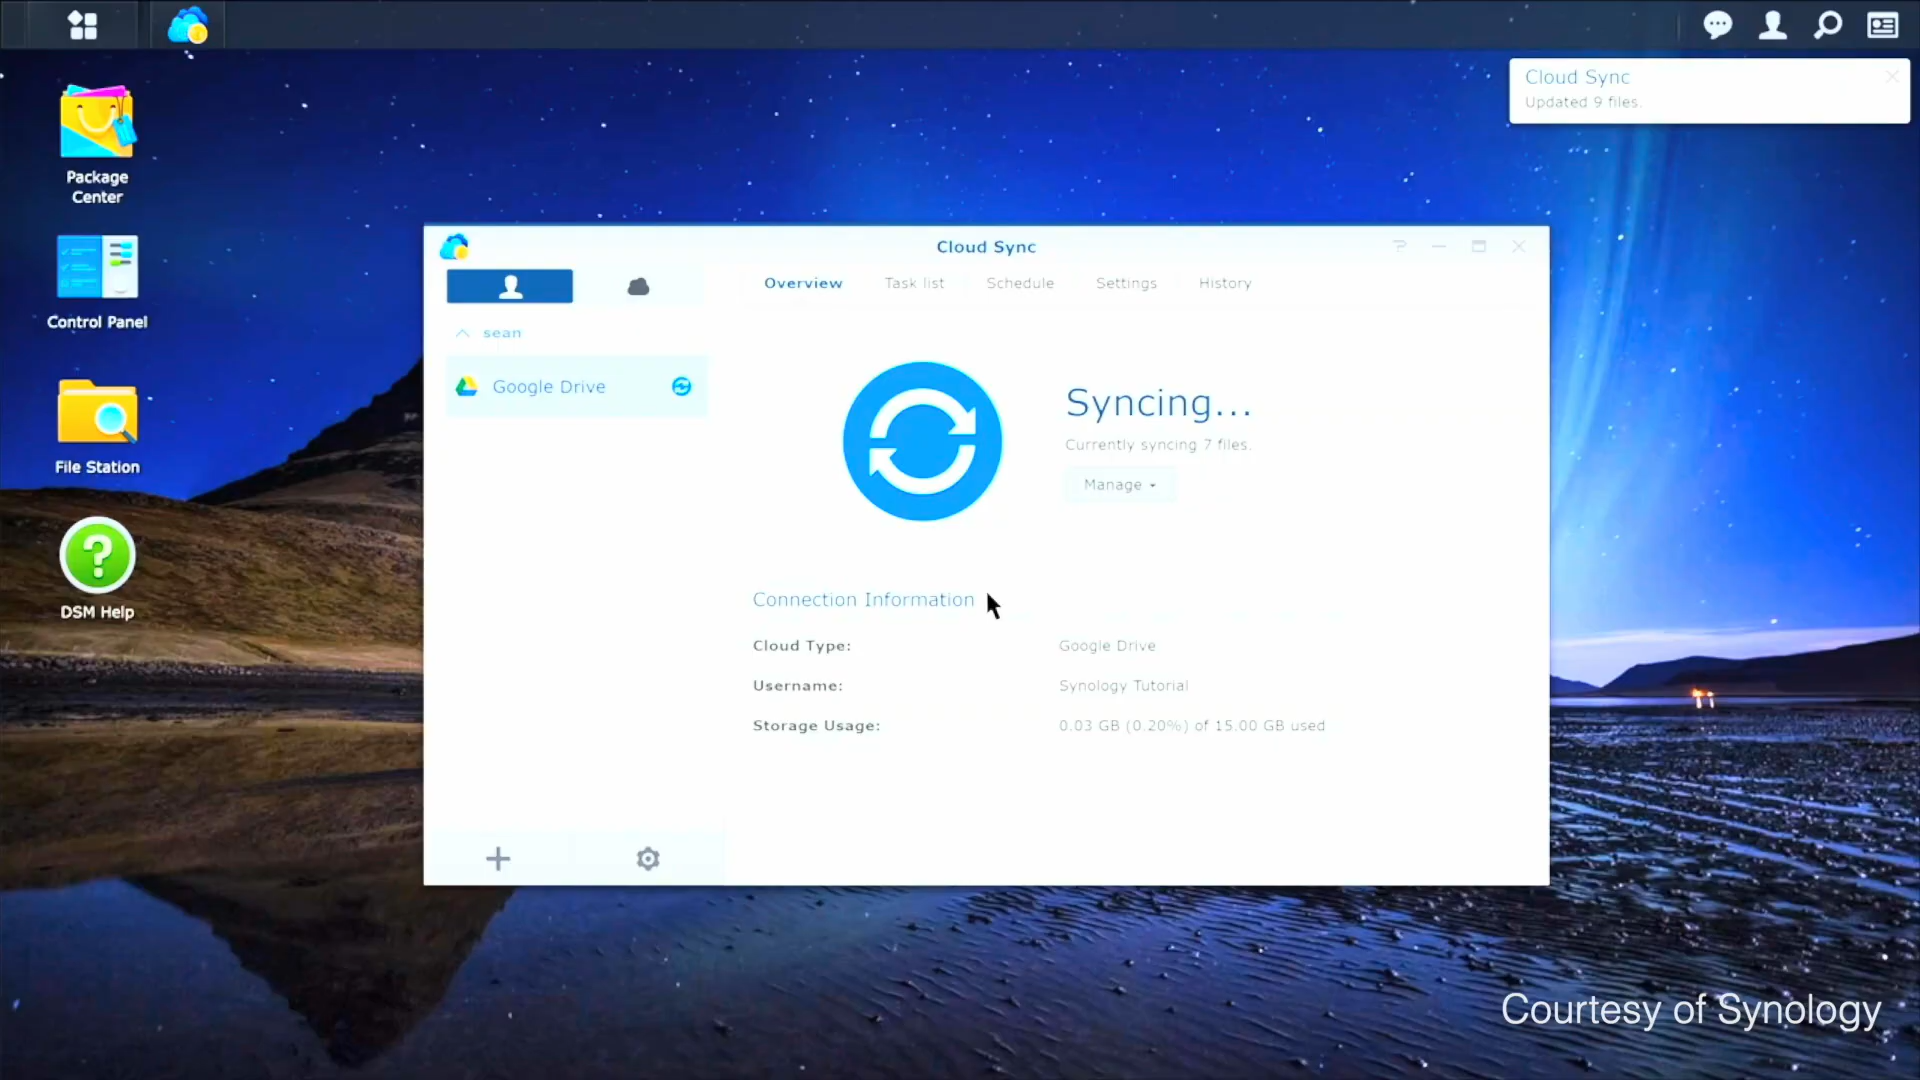 Cloud Sync
Updated 9 files.
Package
Center
Control Panel
File Station
DSM Help
Cloud Sync
Overview
Task list
Schedule
Settings
History
sean
Google Drive
Syncing...
Currently syncing 7 files.
Manage
Connection Information
Cloud Type:
Google Drive
Username:
Synology Tutorial
Storage Usage:
0.03 GB (0.20%) of 15.00 GB used
Courtesy of Synology